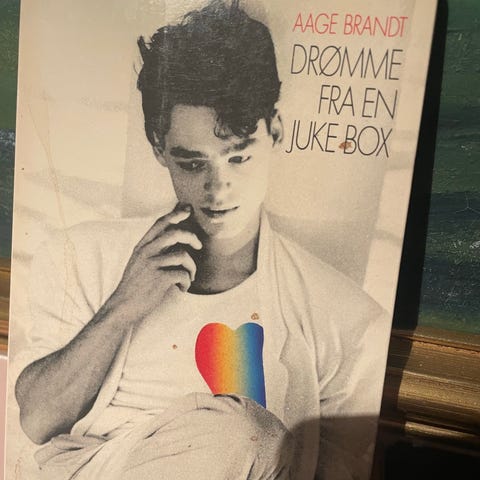 AAGE BRANDT
DRØMME
FRA EN
JUKE BOX